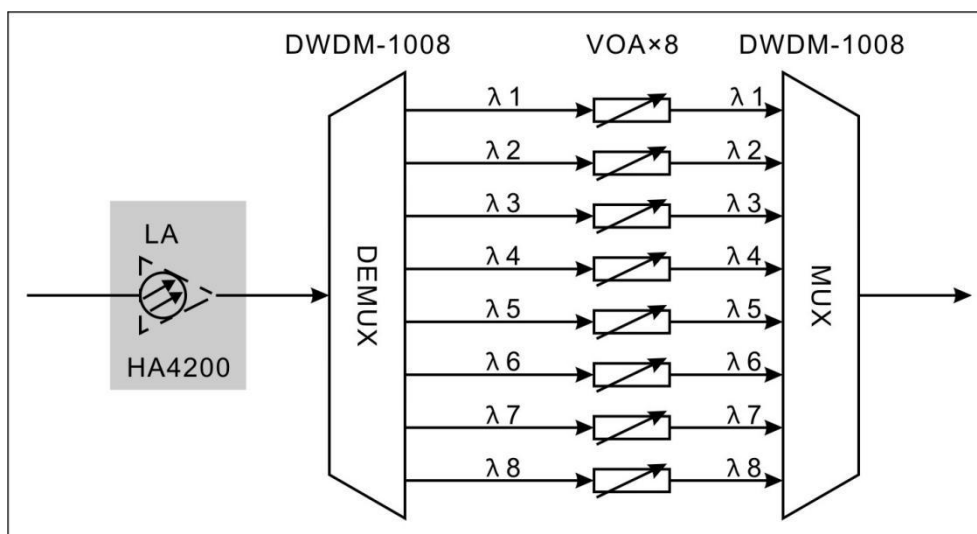 DWDM-1008 VOA×8 DWDM-1008
λ1 λ1
λ2 λ2
λ3 λ3
LA
λ4 λ4
DEMUX
MUX
λ5 λ5
HA4200
λ6 λ6
λ7 λ7
λ8 λ8